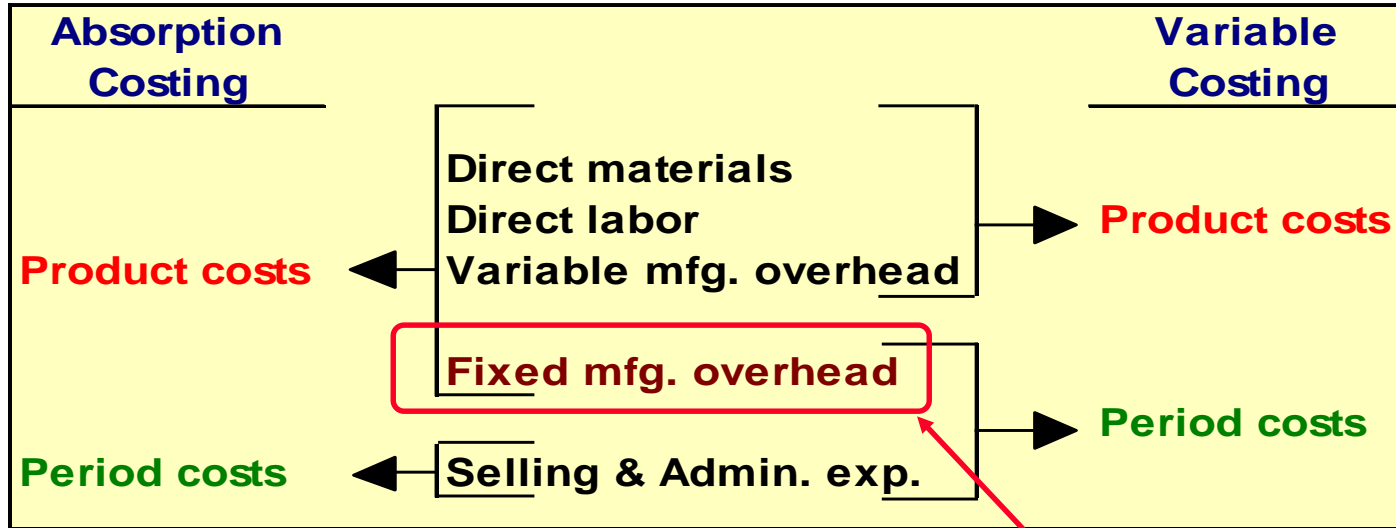 Absorption
Costing
Variable
Costing
Direct materials
Direct labor
Variable mfg. overhead
Product costs
Product costs
Fixed mfg. overhead
Period costs
Period costs
Selling & Admin. exp.